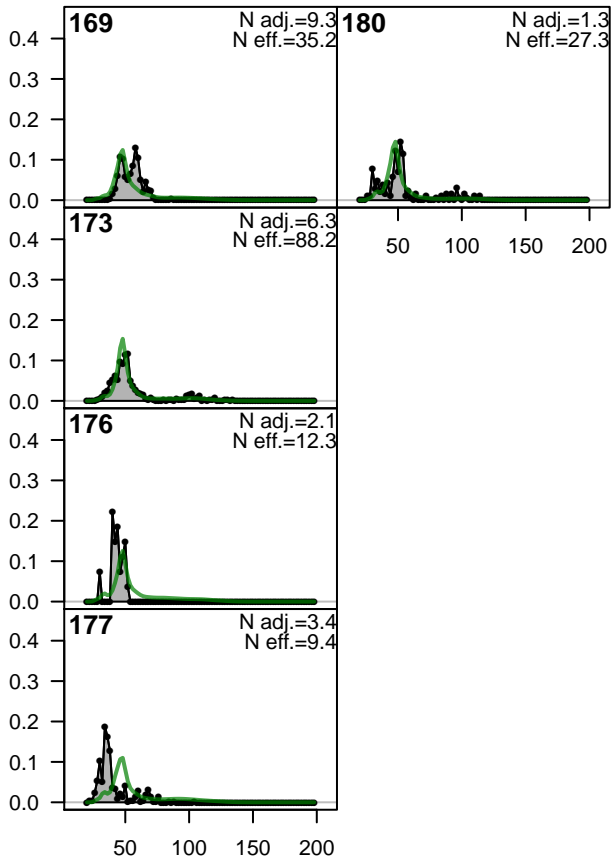 169
N adj.=9.3
N eff.=35.2
180
N adj.=1.3
N eff.=27.3
0.4
0.3
0.2
0.1
0.0
173
N adj.=6.3
N eff.=88.2
50 100 150 200
0.4
0.3
0.2
0.1
0.0
176
N adj.=2.1
N eff.=12.3
0.4
0.3
0.2
0.1
0.0
177
N adj.=3.4
N eff.=9.4
0.4
0.3
0.2
0.1
0.0
50 100 150 200